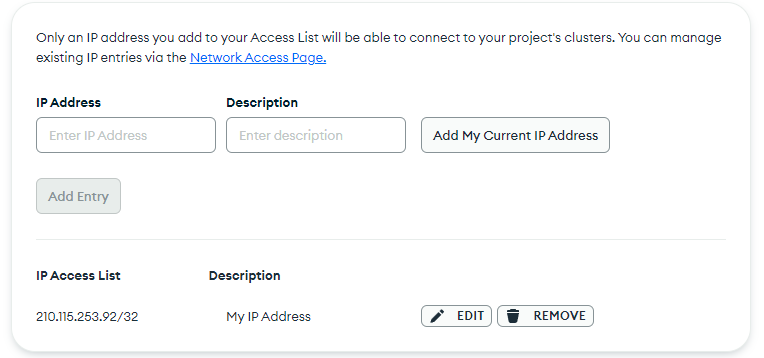 Only an IP address you add to your Access List will be able to connect to your project's clusters. You can manage
existing IP entries via the Network Access Page.
IP Address Description
Enter IP Address Enter description Add My Current IP Address
Add Entry
IP Access List Description
210.115.253.92/32 My IP Address EDIT REMOVE